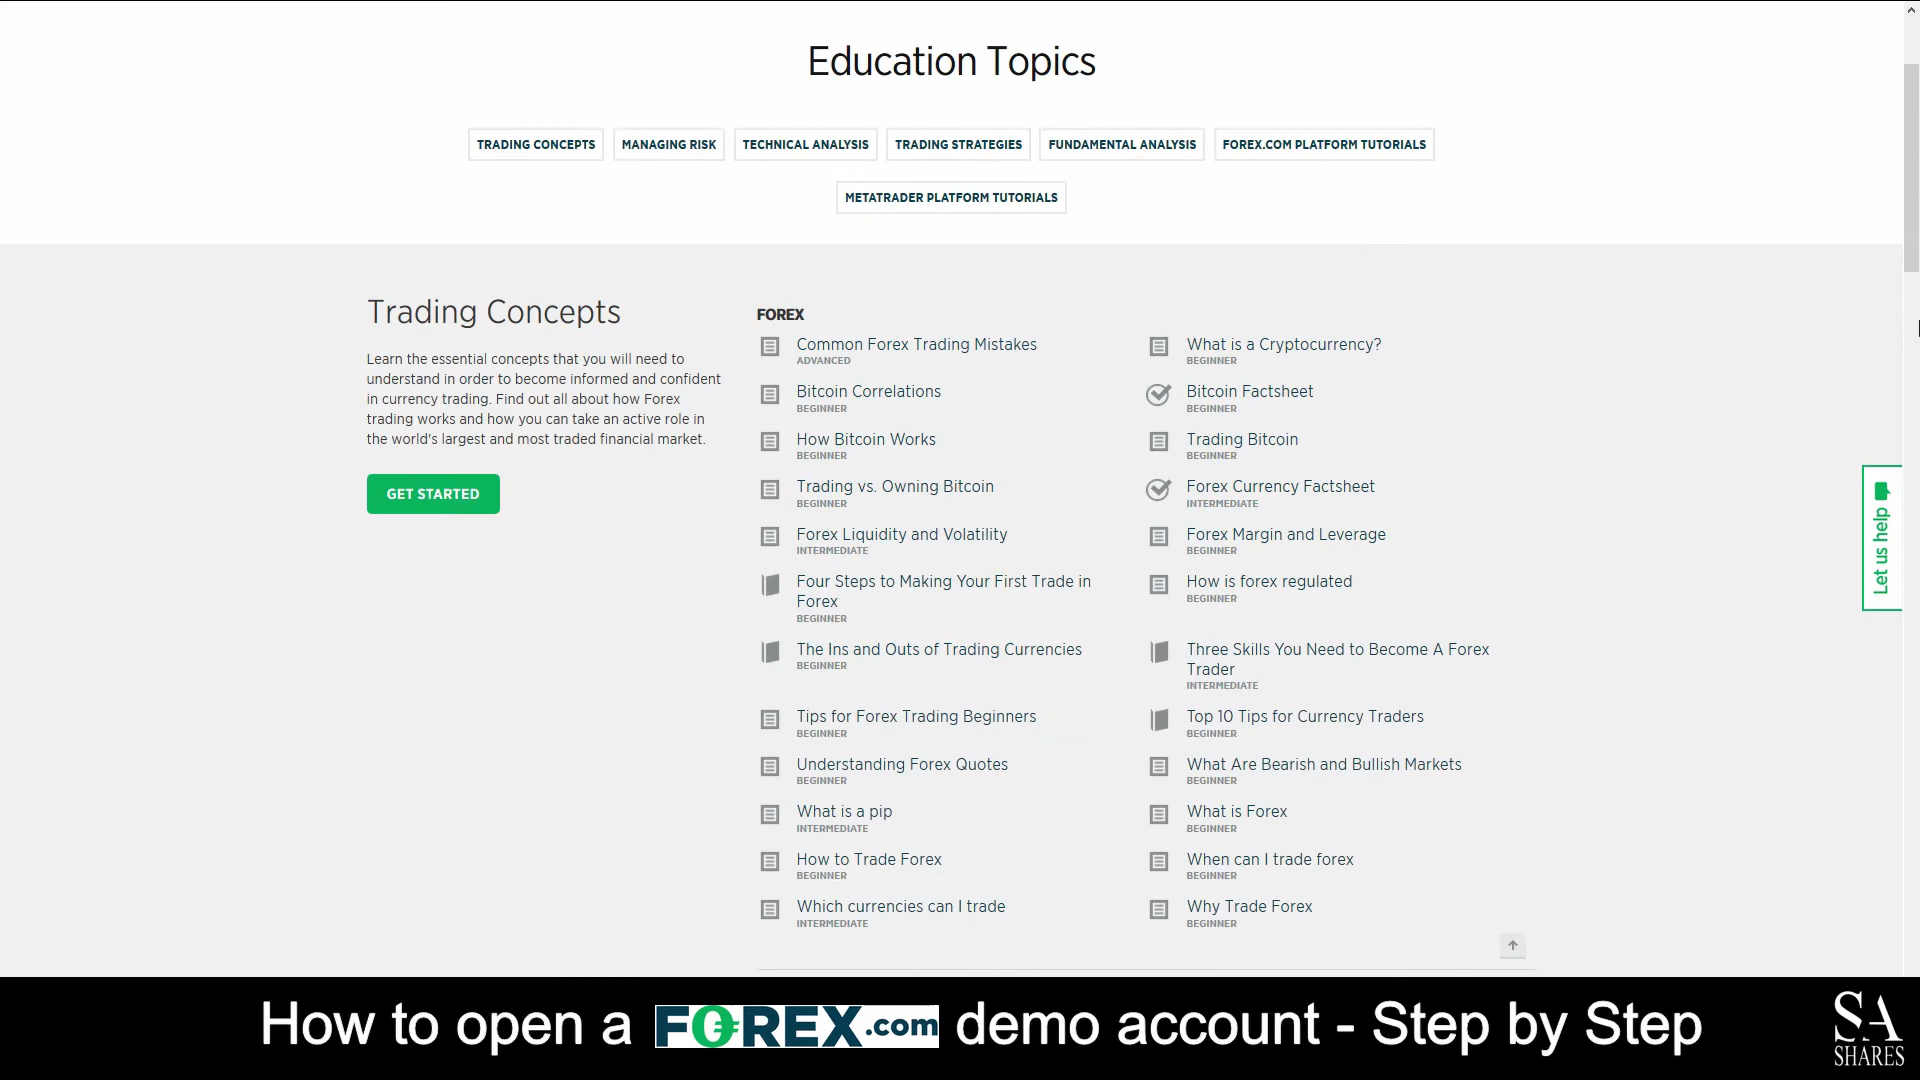 Education Topics
TRADING CONCEPTS MANAGING RISK TECHNICAL ANALYSIS TRADING STRATEGIES FUNDAMENTAL ANALYSIS FOREX.COM PLATFORM TUTORIALS
METATRADER PLATFORM TUTORIALS
Trading Concepts
Learn the essential concepts that you will need to
understand in order to become informed and confident
in currency trading. Find out all about how Forex
trading works and how you can take an active role in
the world's largest and most traded financial market.
GET STARTED
FOREX
Common Forex Trading Mistakes
ADVANCED
What is a Cryptocurrency?
BEGINNER
Bitcoin Correlations
BEGINNER
Bitcoin Factsheet
BEGINNER
How Bitcoin Works
BEGINNER
Trading Bitcoin
BEGINNER
Trading vs. Owning Bitcoin
BEGINNER
Forex Currency Factsheet
INTERMEDIATE
Forex Liquidity and Volatility
INTERMEDIATE
Forex Margin and Leverage
BEGINNER
Four Steps to Making Your First Trade in
Forex
BEGINNER
How is forex regulated
BEGINNER
The Ins and Outs of Trading Currencies
BEGINNER
Three Skills You Need to Become A Forex
Trader
INTERMEDIATE
Tips for Forex Trading Beginners
BEGINNER
Top 10 Tips for Currency Traders
BEGINNER
Understanding Forex Quotes
BEGINNER
What Are Bearish and Bullish Markets
BEGINNER
What is a pip
INTERMEDIATE
What is Forex
BEGINNER
How to Trade Forex
BEGINNER
When can I trade forex
BEGINNER
Which currencies can I trade
INTERMEDIATE
Why Trade Forex
BEGINNER
Let us help
How to open a FOREX.com demo account - Step by Step
SA
SHARES